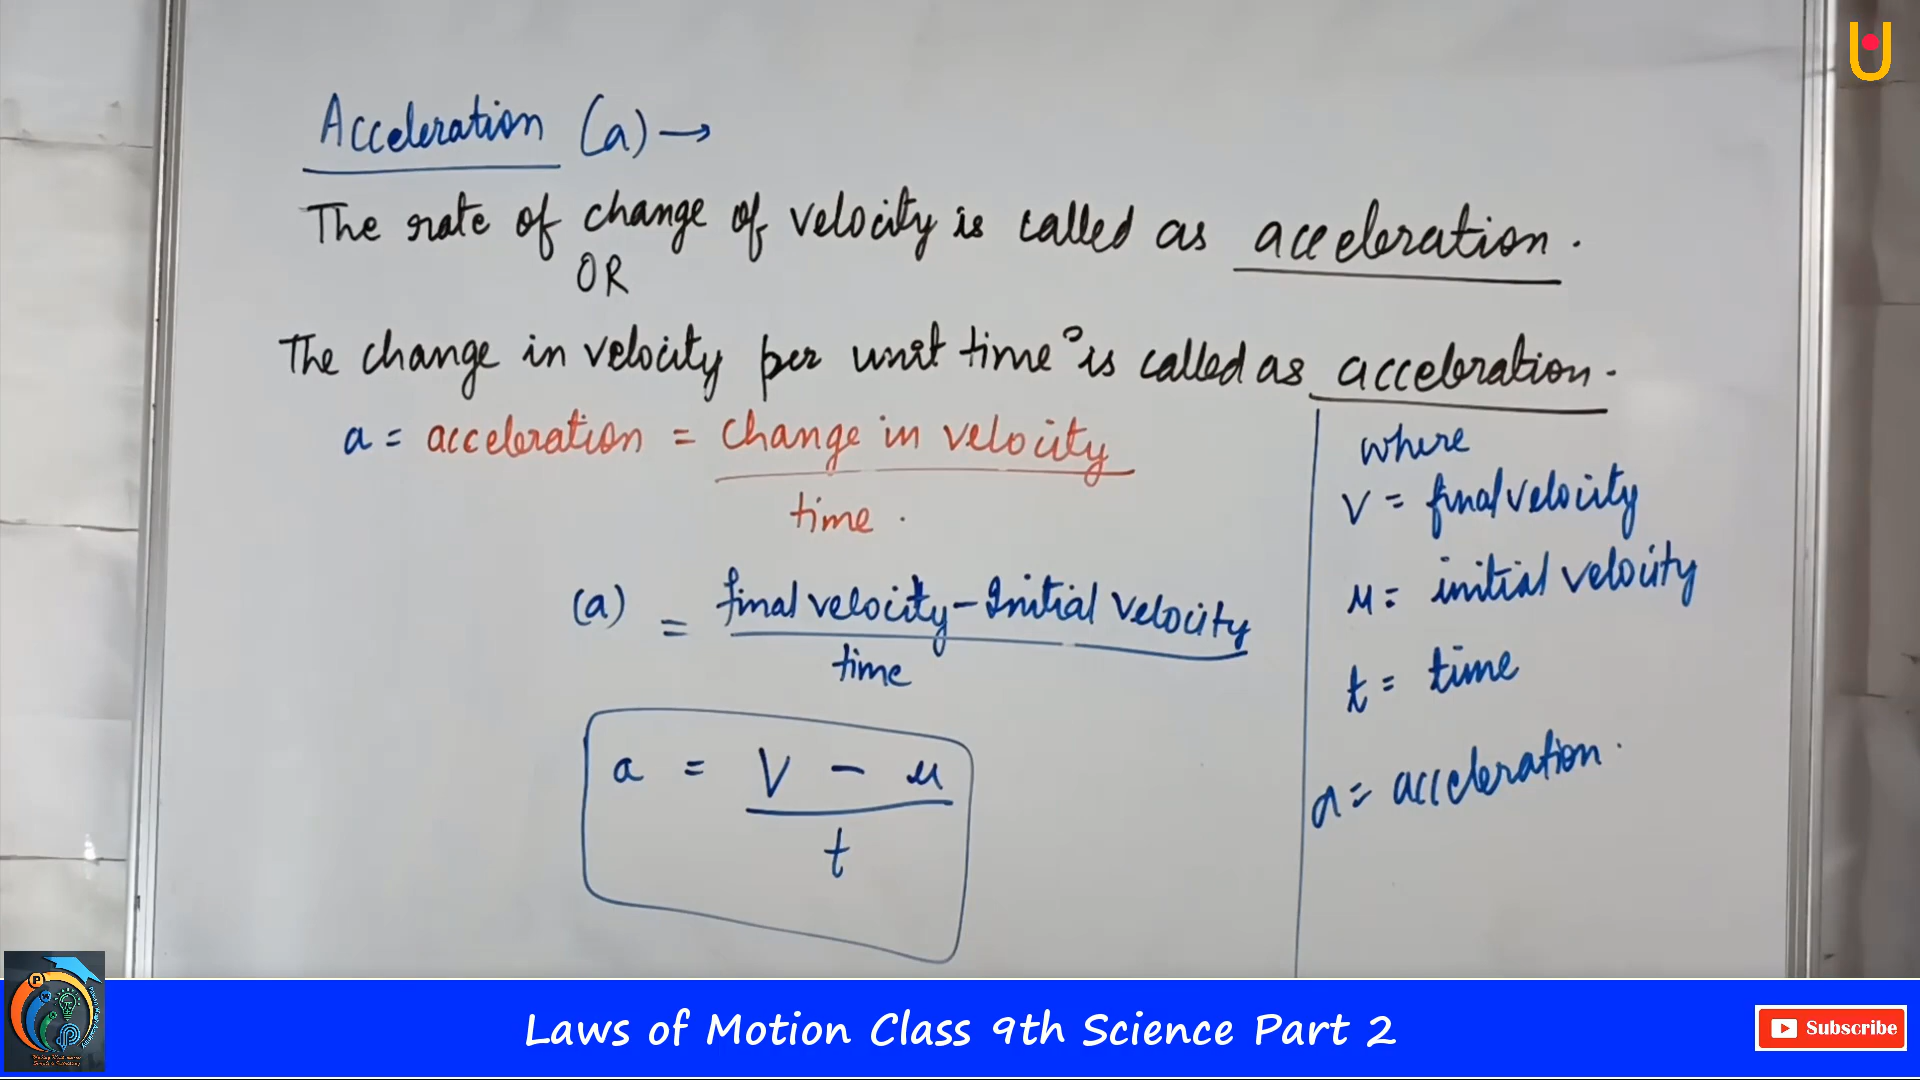 Acceleration (a) →
The rate of change of velocity is called as acceleration.
OR
The change in velocity per unit time is called as acceleration.
a = acceleration = change in velocity
time.
(a) = final velocity - Initial velocity
time
a = v - u
t
where
v = final velocity
u = initial velocity
t = time
a = acceleration.
Laws of Motion Class 9th Science Part 2
Subscribe